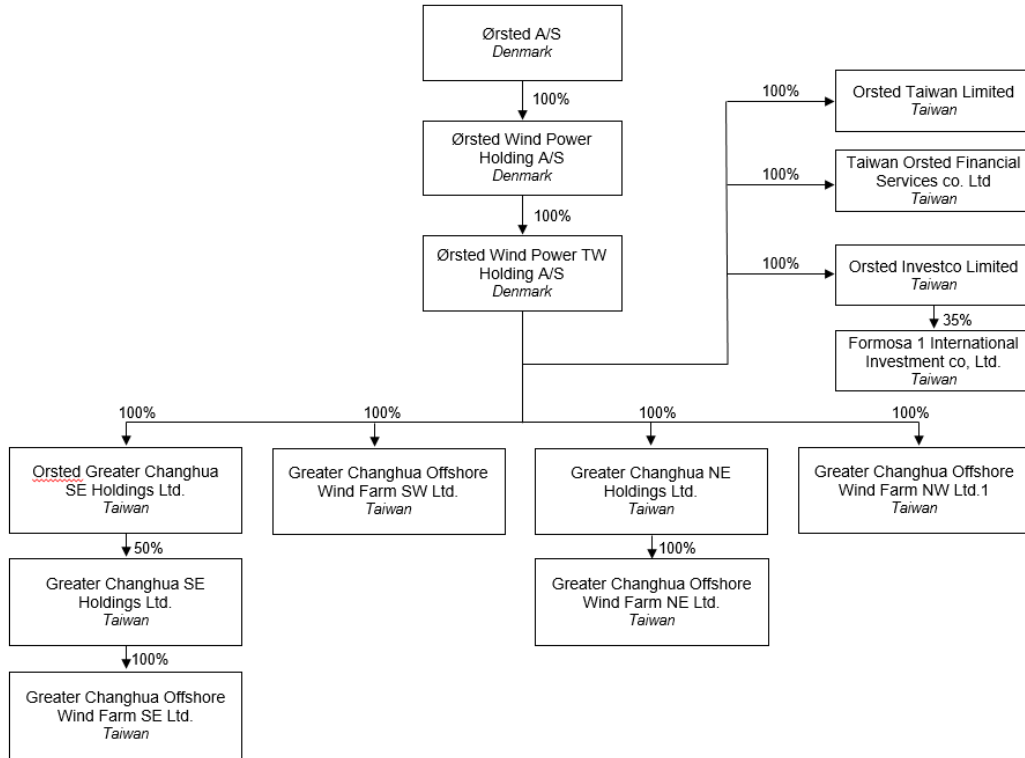 Ørsted A/S
Denmark
100%
Ørsted Wind Power
Holding A/S
Denmark
100%
Ørsted Wind Power TW
Holding A/S
Denmark
100%
Orsted Taiwan Limited
Taiwan
100%
Taiwan Orsted Financial
Services co. Ltd
Taiwan
100%
Orsted Investco Limited
Taiwan
35%
Formosa 1 International
Investment co, Ltd.
Taiwan
100%
Orsted Greater Changhua
SE Holdings Ltd.
Taiwan
50%
Greater Changhua SE
Holdings Ltd.
Taiwan
100%
Greater Changhua Offshore
Wind Farm SE Ltd.
Taiwan
100%
Greater Changhua Offshore
Wind Farm SW Ltd.
Taiwan
100%
Greater Changhua NE
Holdings Ltd.
Taiwan
100%
Greater Changhua Offshore
Wind Farm NE Ltd.
Taiwan
100%
Greater Changhua Offshore
Wind Farm NW Ltd.1
Taiwan